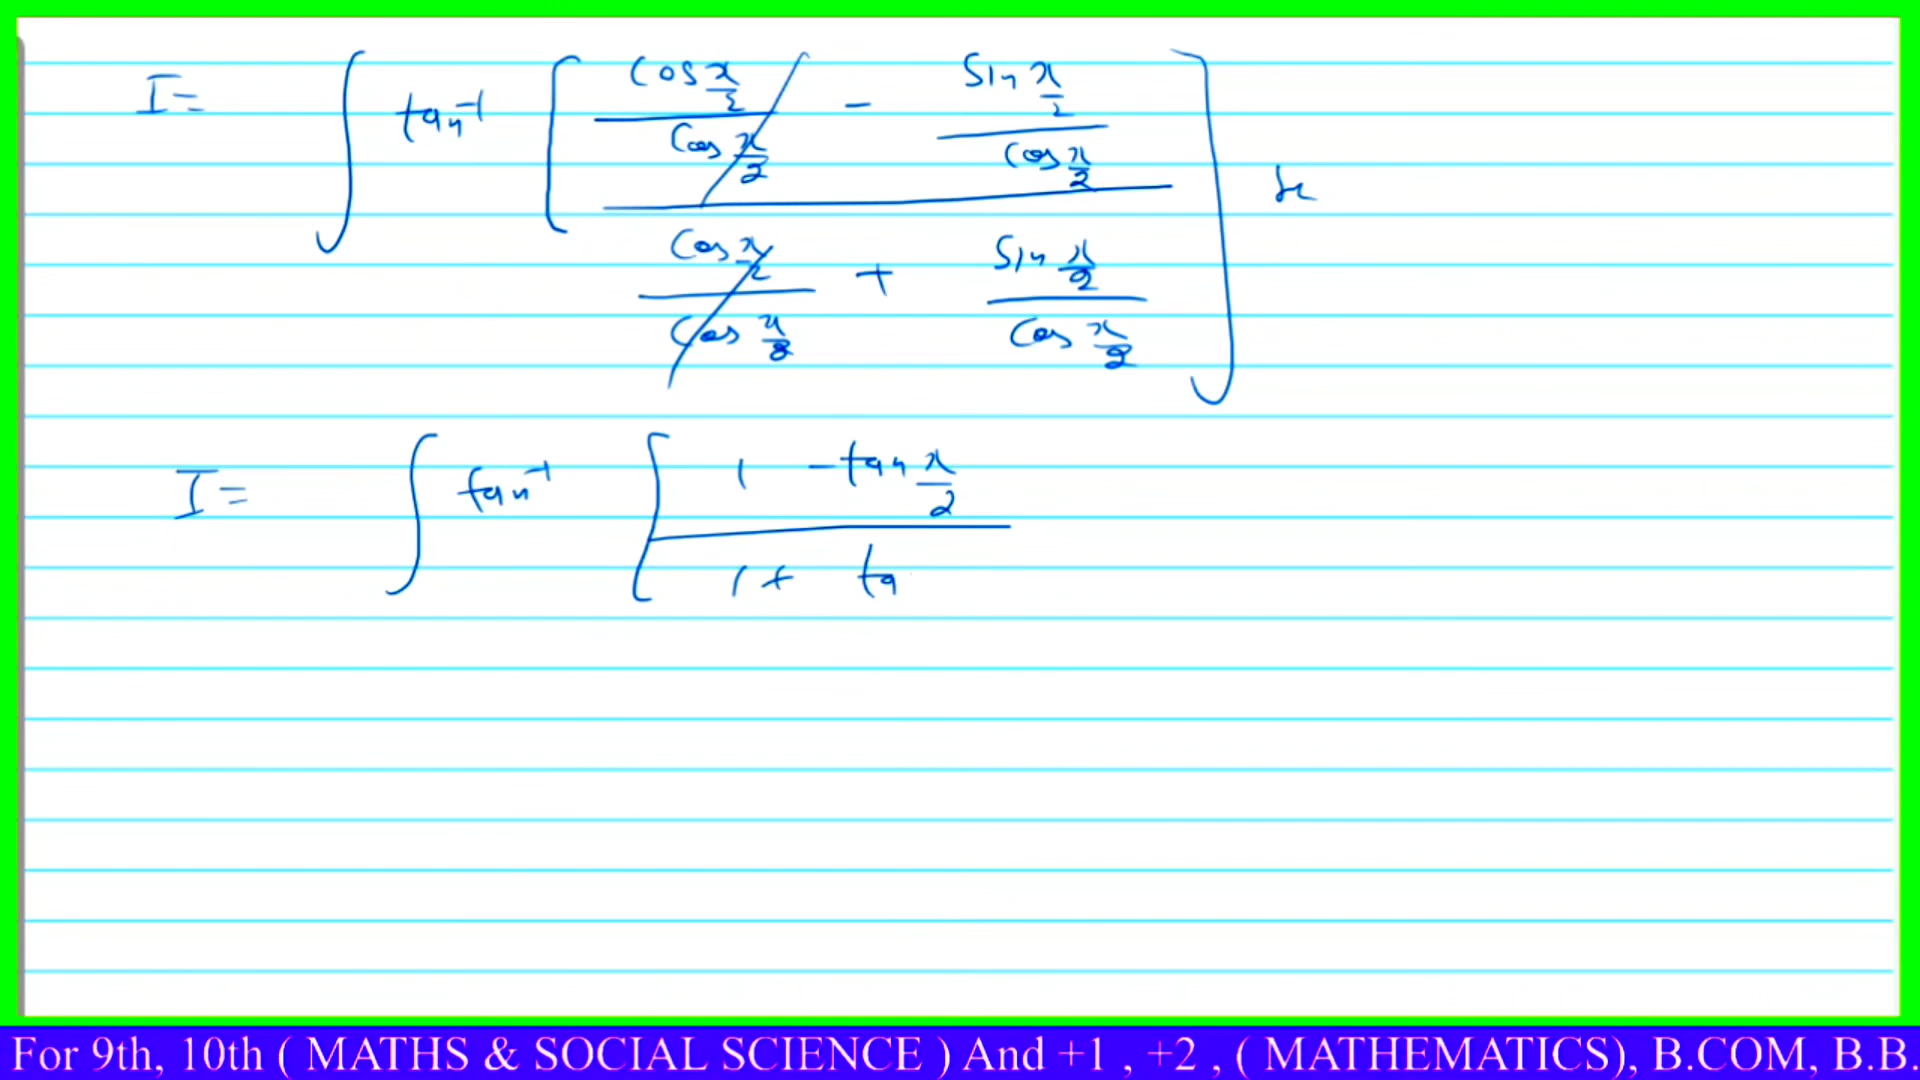 I = ∫ tan⁻¹ [ (cos x/2 / cos x/2 - sin x/2 / cos x/2) / (cos x/2 / cos x/2 + sin x/2 / cos x/2) ]
I = ∫ tan⁻¹ [ 1 - tan x/2 / 1 + ta
For 9th, 10th ( MATHS & SOCIAL SCIENCE ) And +1 , +2 , ( MATHEMATICS), B.COM, B.B.